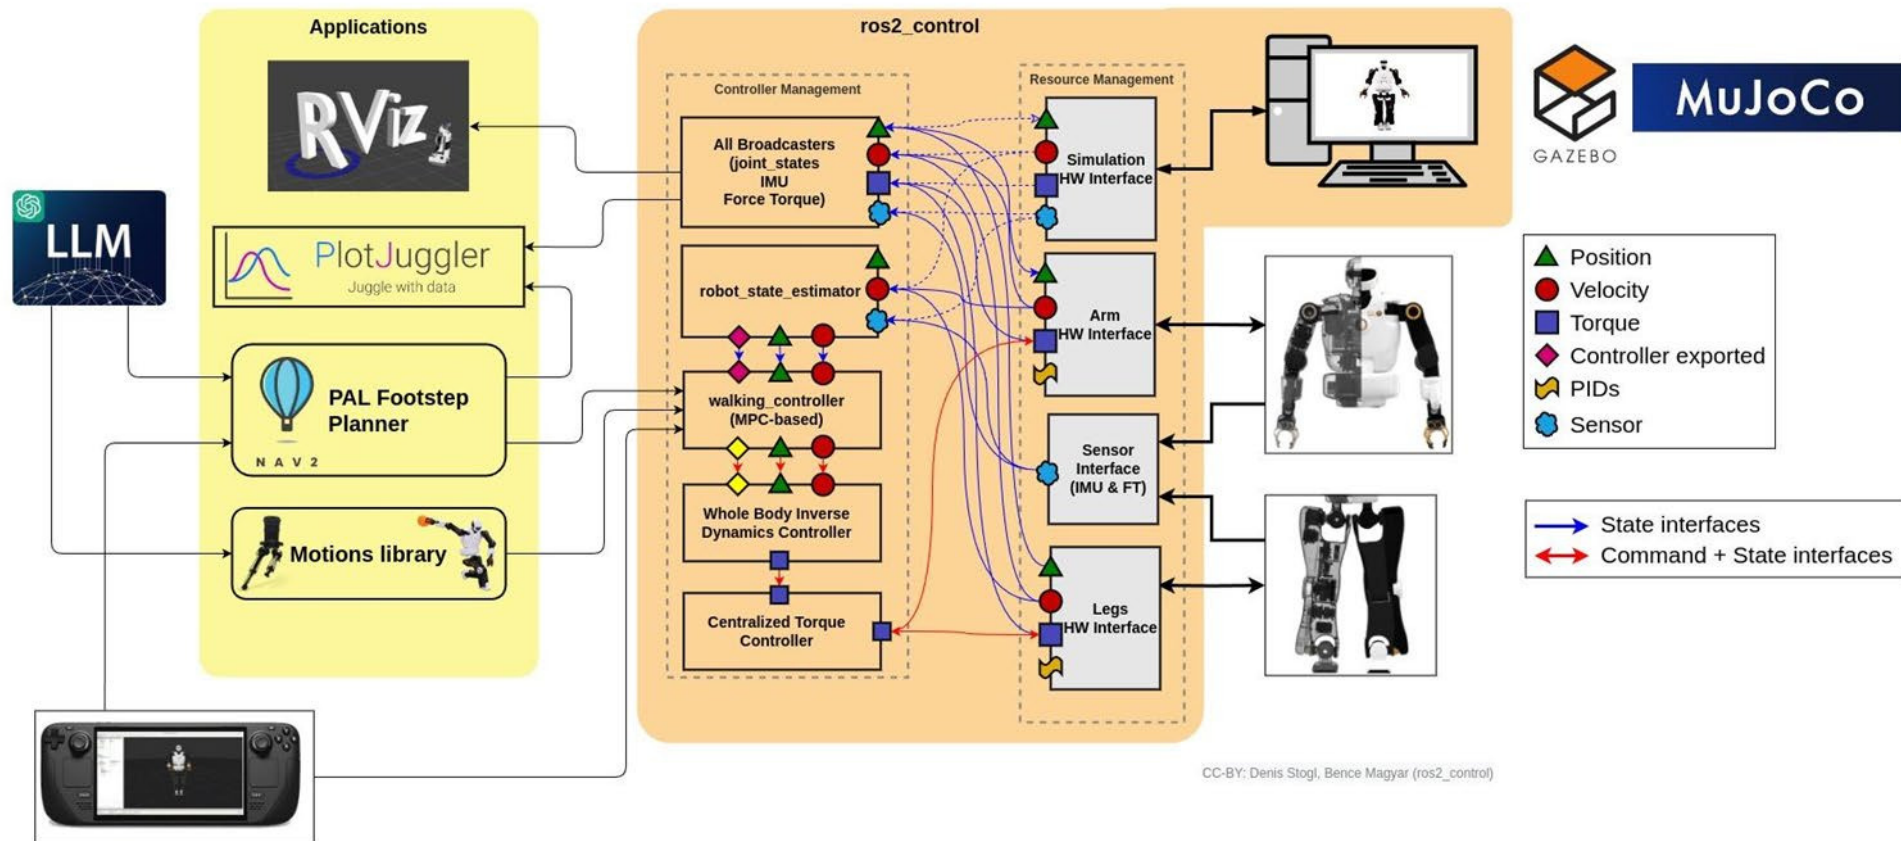 Applications
RViz
LLM
PlotJuggler
Juggle with data
PAL Footstep
Planner
NAV2
Motions library
ros2_control
Controller Management
All Broadcasters
(joint_states
IMU
Force Torque)
robot_state_estimator
walking_controller
(MPC-based)
Whole Body Inverse
Dynamics Controller
Centralized Torque
Controller
Resource Management
Simulation
HW Interface
Arm
HW Interface
Sensor
Interface
(IMU & FT)
Legs
HW Interface
GAZEBO
MuJoCo
Position
Velocity
Torque
Controller exported
PIDs
Sensor
State interfaces
Command + State interfaces
CC-BY: Denis Stogl, Bence Magyar (ros2_control)